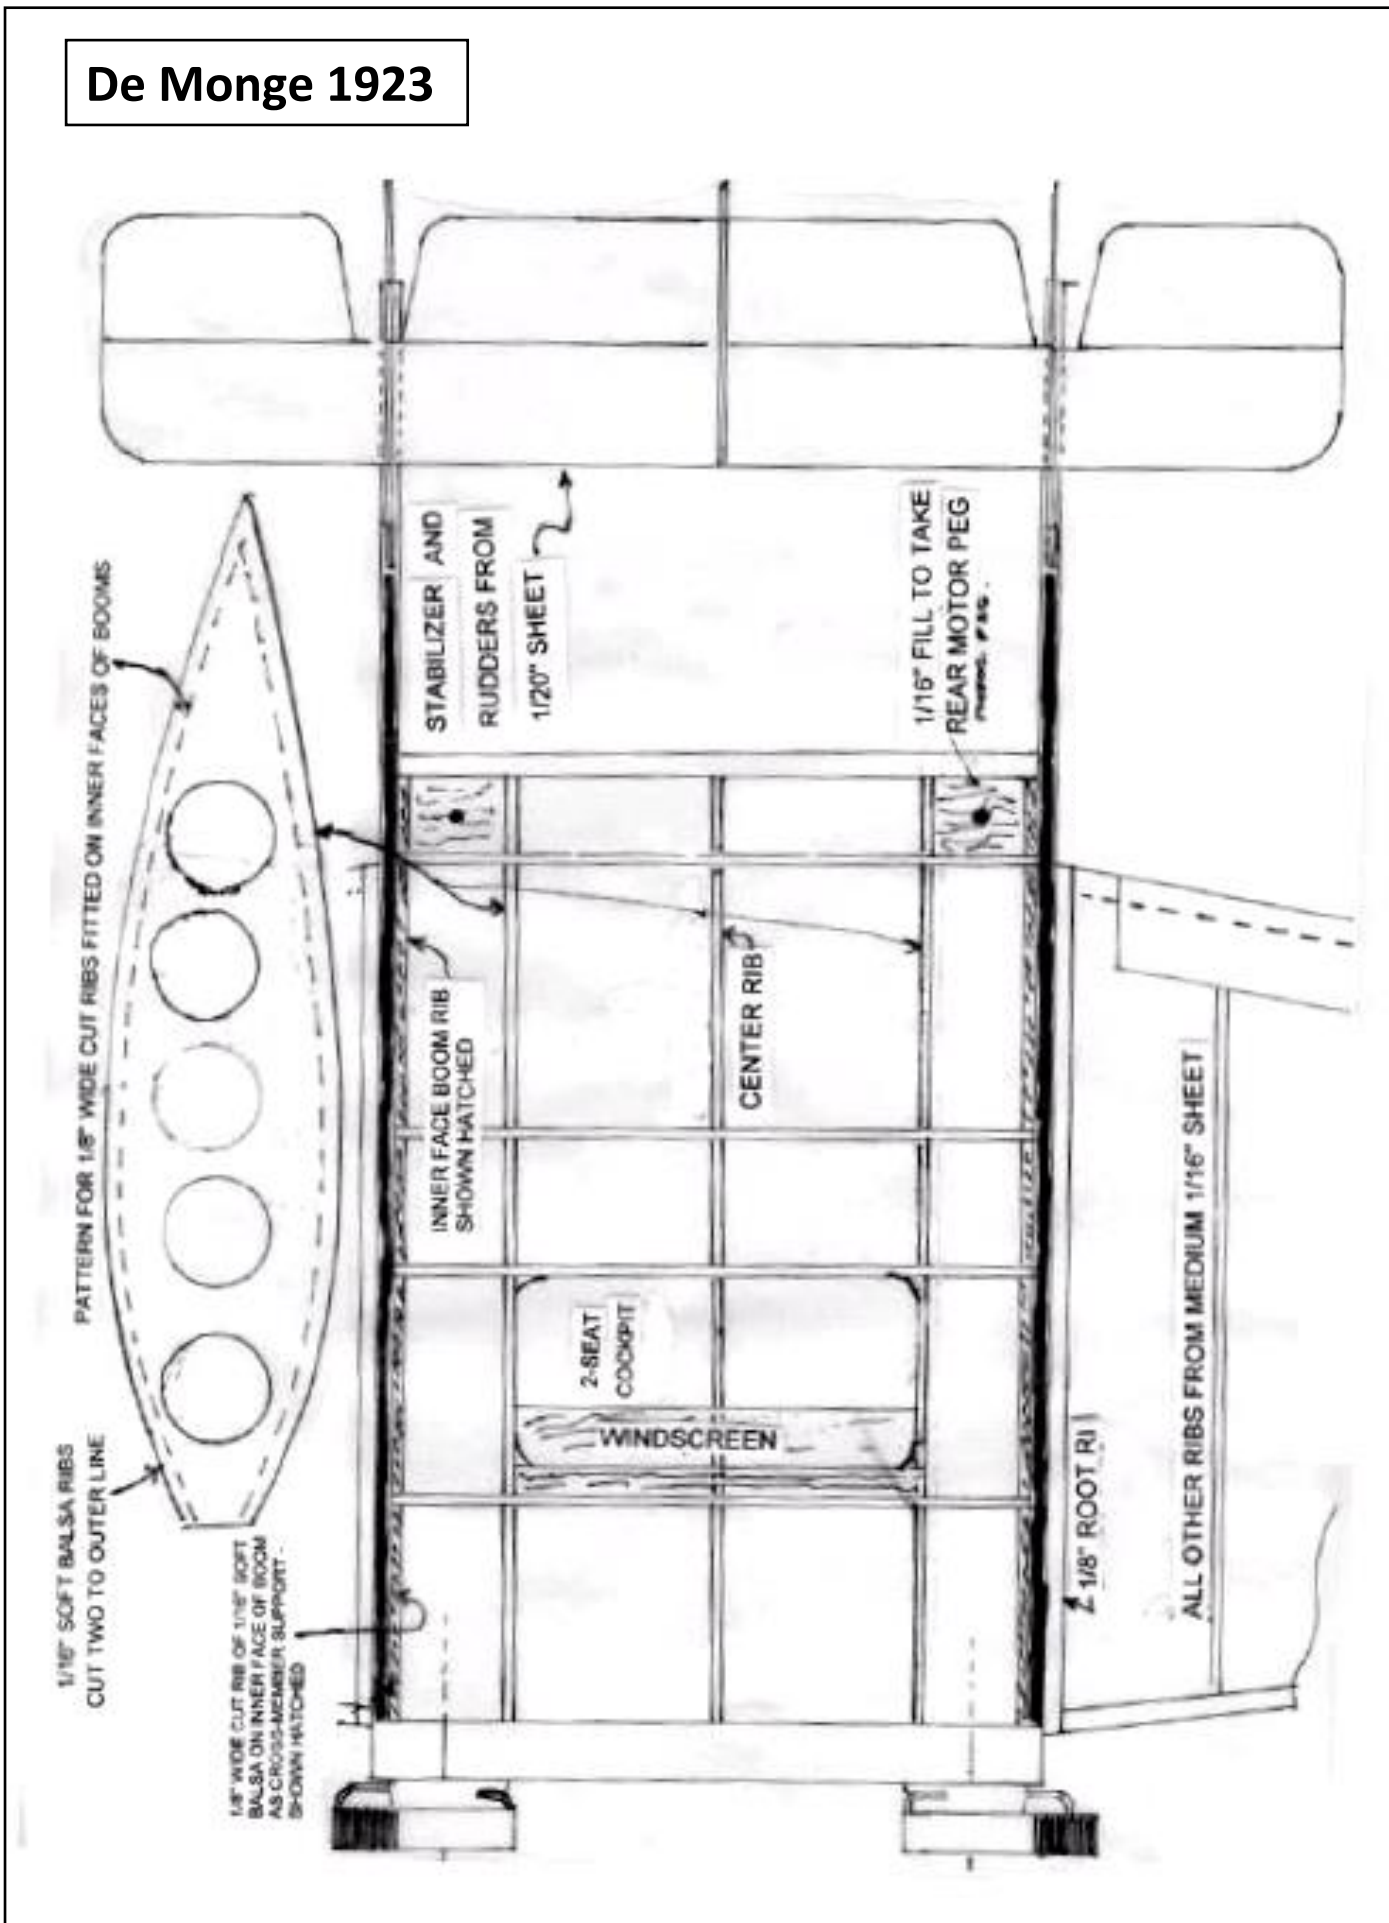 De Monge 1923
PATTERN FOR 1/8" WIDE CUT RIBS FITTED ON INNER FACES OF BOOMS
1/16" SOFT BALSA RIBS
CUT TWO TO OUTER LINE
1/8" WIDE CUT RIB OF 1/16" SOFT
BALSA ON INNER FACE OF BOOM
AS CROSS-MEMBER SUPPORT -
SHOWN HATCHED
STABILIZER AND
RUDDERS FROM
1/20" SHEET
1/16" FILL TO TAKE
REAR MOTOR PEG
INNER FACE BOOM RIB
SHOWN HATCHED
CENTER RIB
2-SEAT
COCKPIT
WINDSCREEN
1/8" ROOT RI
ALL OTHER RIBS FROM MEDIUM 1/16" SHEET